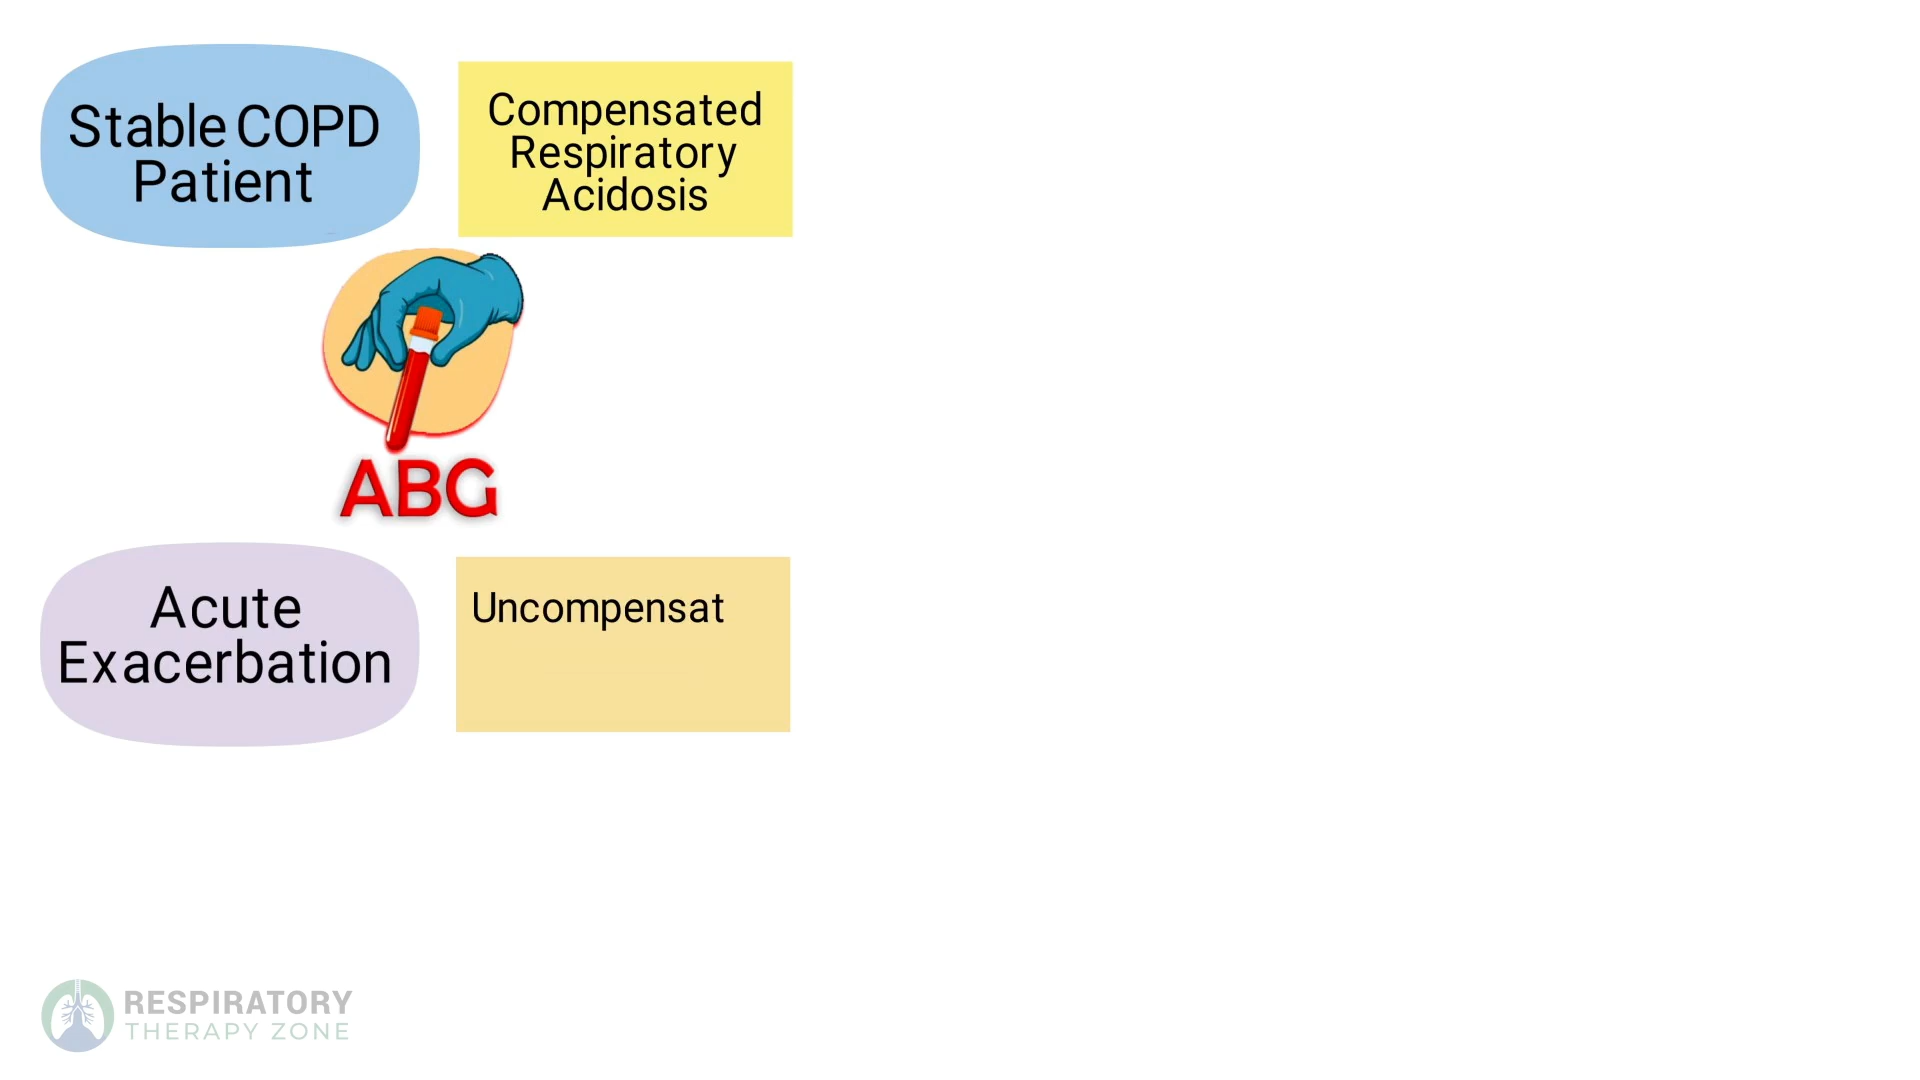 Stable COPD
Patient
Compensated
Respiratory
Acidosis
ABG
Acute
Exacerbation
Uncompensat
RESPIRATORY
THERAPY ZONE